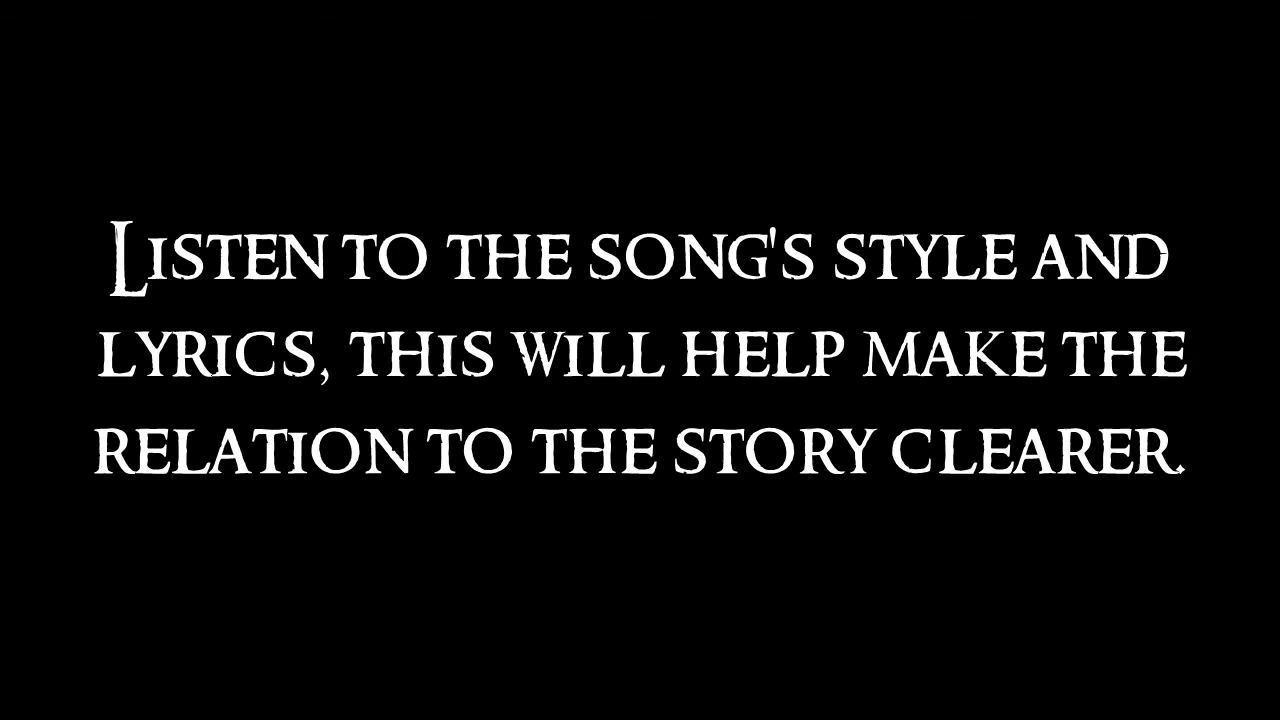 Listen to the song's style and
lyrics, this will help make the
relation to the story clearer.